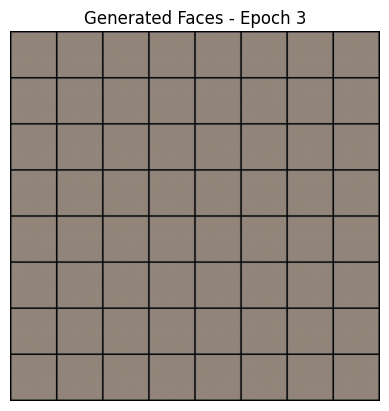 Generated Faces - Epoch 3